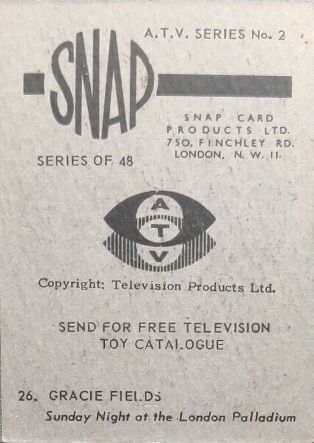 A.T.V. SERIES No. 2
SNAP
SNAP CARD
PRODUCTS LTD.
750, FINCHLEY RD.
LONDON, N.W. 11.
SERIES OF 48
A
T
V
Copyright: Television Products Ltd.
SEND FOR FREE TELEVISION
TOY CATALOGUE
26. GRACIE FIELDS
Sunday Night at the London Palladium